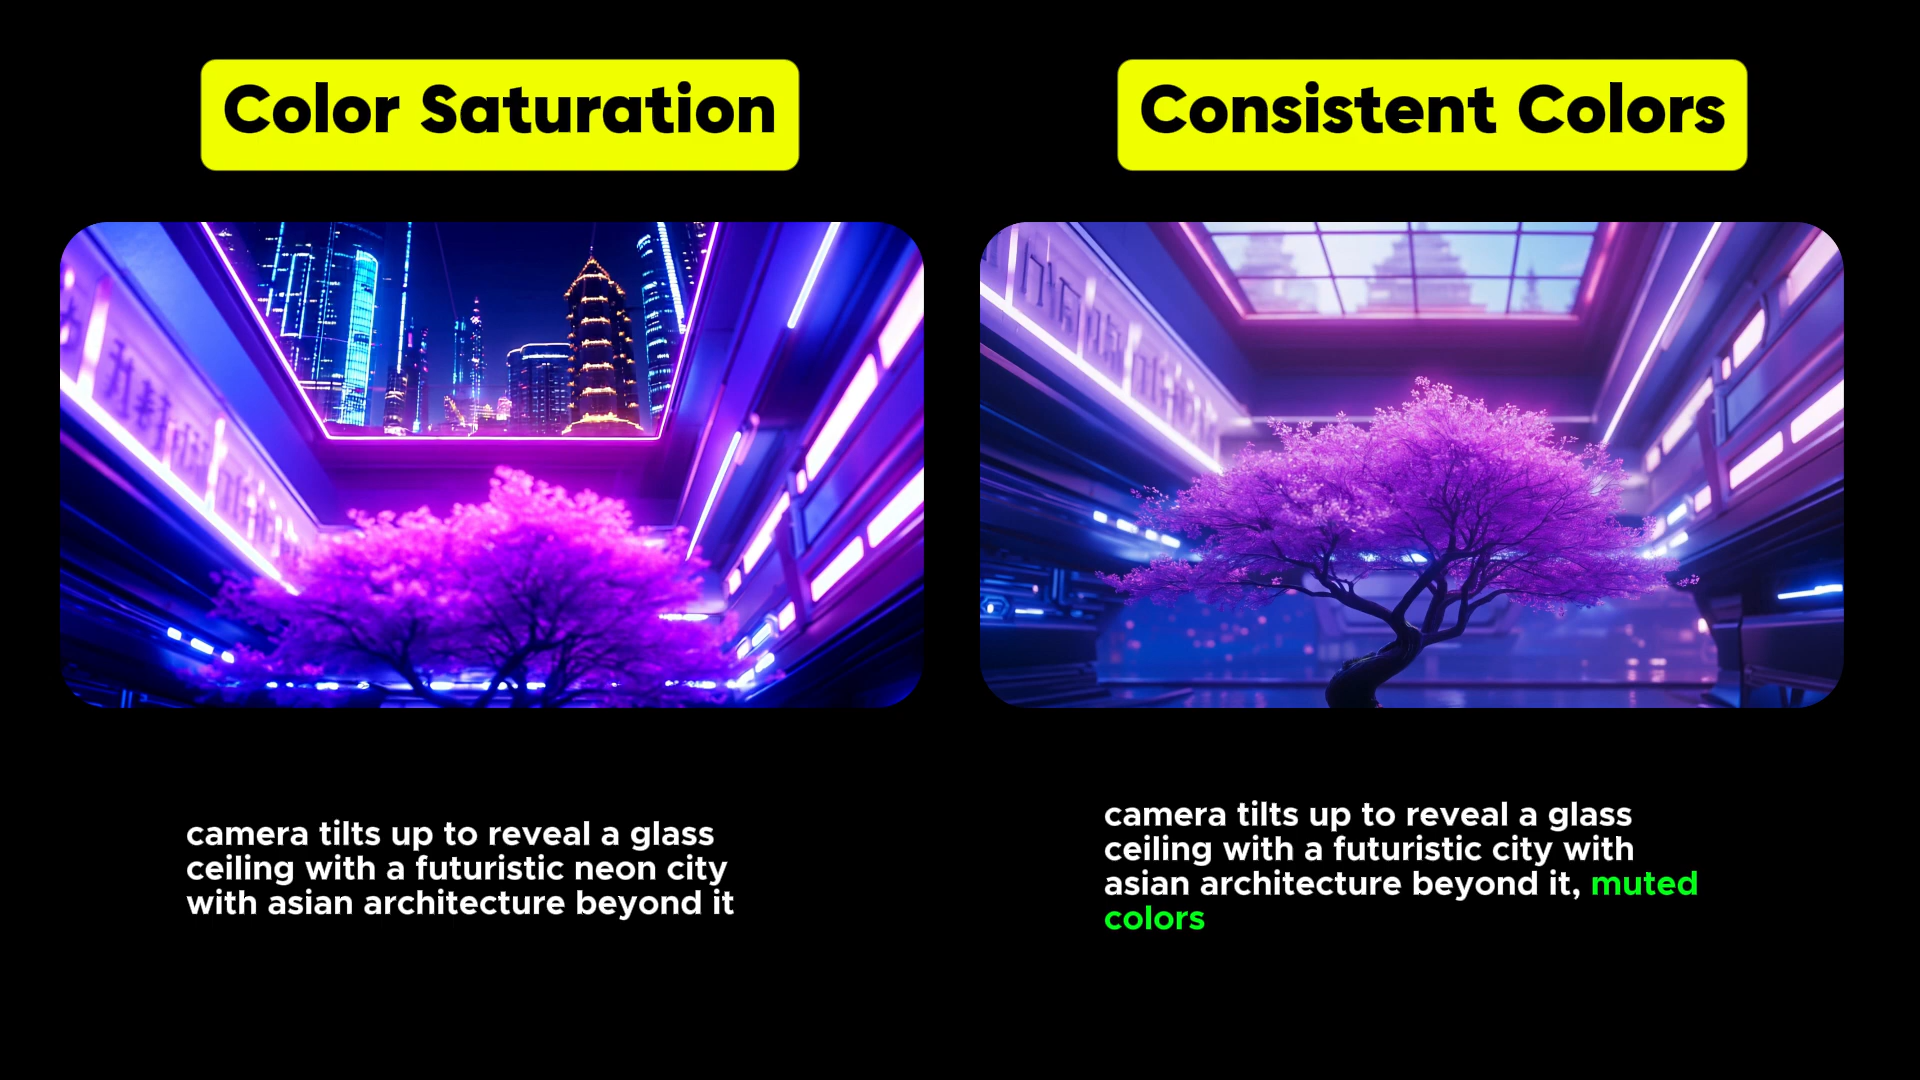 Color Saturation
Consistent Colors
camera tilts up to reveal a glass
ceiling with a futuristic neon city
with asian architecture beyond it
camera tilts up to reveal a glass
ceiling with a futuristic city with
asian architecture beyond it, muted
colors